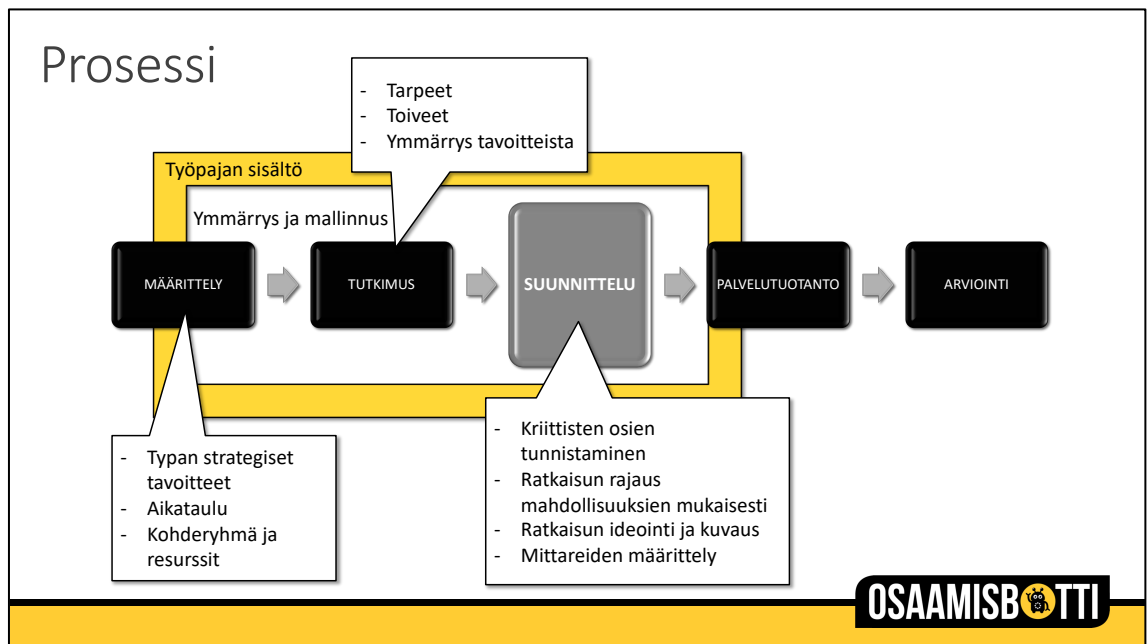 Prosessi
- Tarpeet
- Toiveet
- Ymmärrys tavoitteista
Työpajan sisältö
Ymmärrys ja mallinnus
MÄÄRITTELY
TUTKIMUS
SUUNNITTELU
PALVELUTUOTANTO
ARVIOINTI
- Typan strategiset
tavoitteet
- Aikataulu
- Kohderyhmä ja
resurssit
- Kriittisten osien
tunnistaminen
- Ratkaisun rajaus
mahdollisuuksien mukaisesti
- Ratkaisun ideointi ja kuvaus
- Mittareiden määrittely
OSAAMISBOTTI